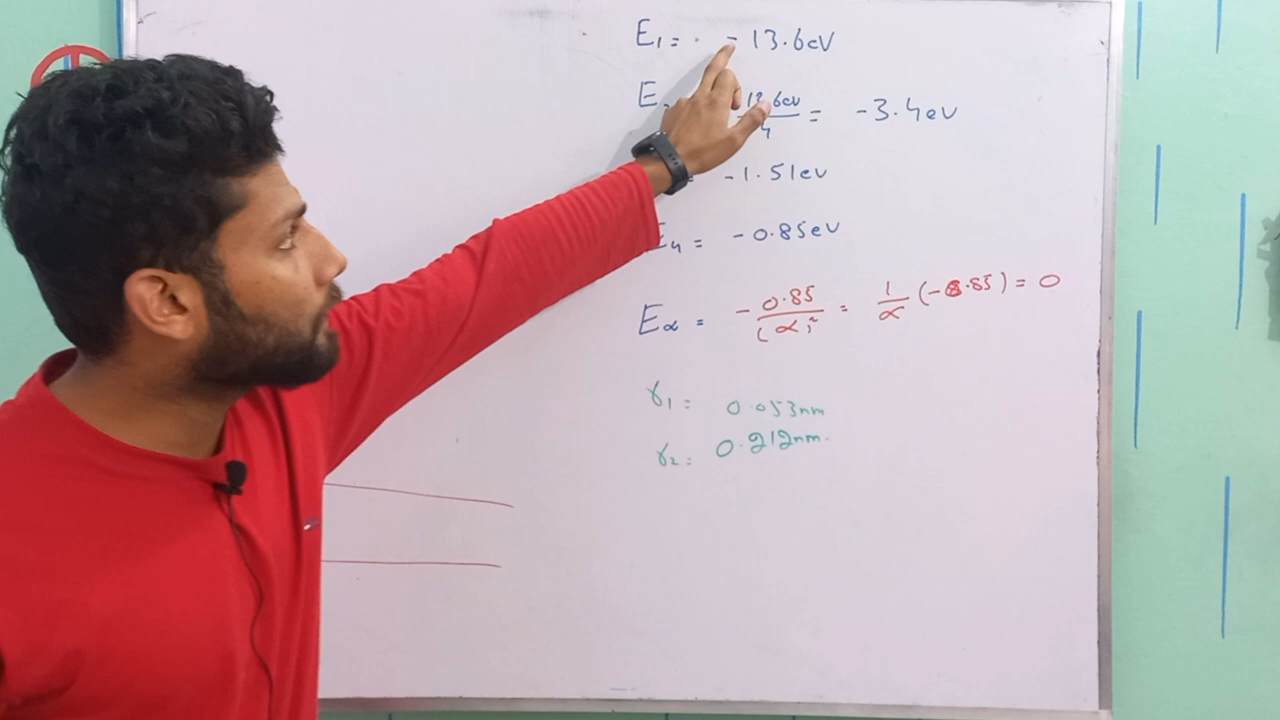 E₁ = - 13.6eV
E 13.6ev/4 = -3.4ev
= -1.51ev
E₄ = -0.85eV
E∝ = -0.85/(∝)² = 1/∝ (-0.85) = 0
r₁ = 0.053nm
r₂ = 0.212nm.